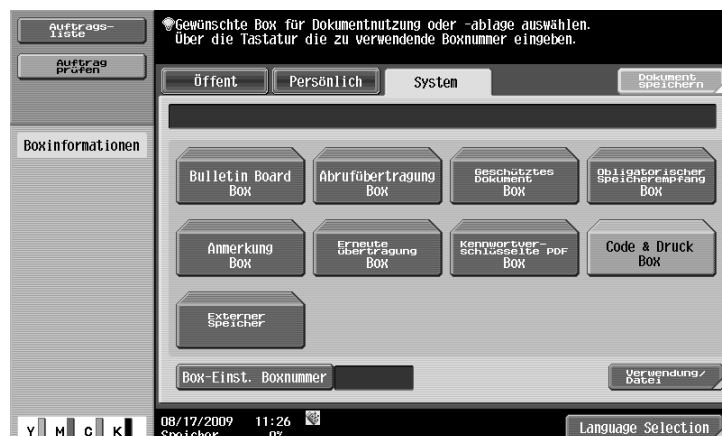 Auftrags-
liste
Auftrag
prüfen
Boxinformationen
Gewünschte Box für Dokumentnutzung oder -ablage auswählen.
Über die Tastatur die zu verwendende Boxnummer eingeben.
Öffent
Persönlich
System
Dokument
speichern
Bulletin Board
Box
Abrufübertragung
Box
Geschütztes
Dokument
Box
Obligatorischer
Speicherempfang
Box
Anmerkung
Box
Erneute
übertragung
Box
Kennwortver-
schlüsselte PDF
Box
Code & Druck
Box
Externer
Speicher
Box-Einst. Boxnummer
Verwendung/
Datei
Y M C K
08/17/2009 11:26
Speicher 0%
Language Selection